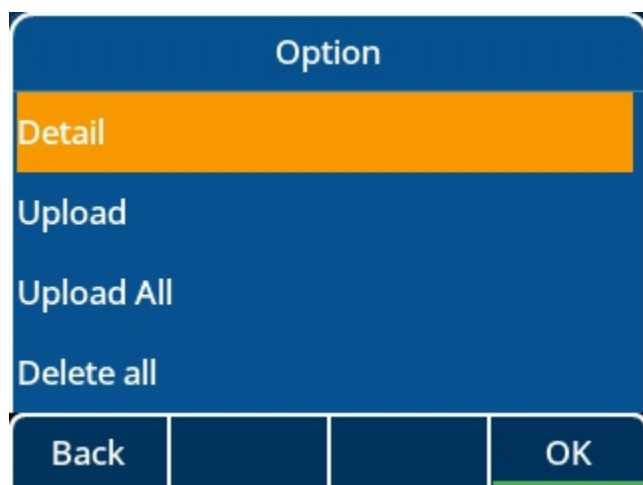 Option
Detail
Upload
Upload All
Delete all
Back OK